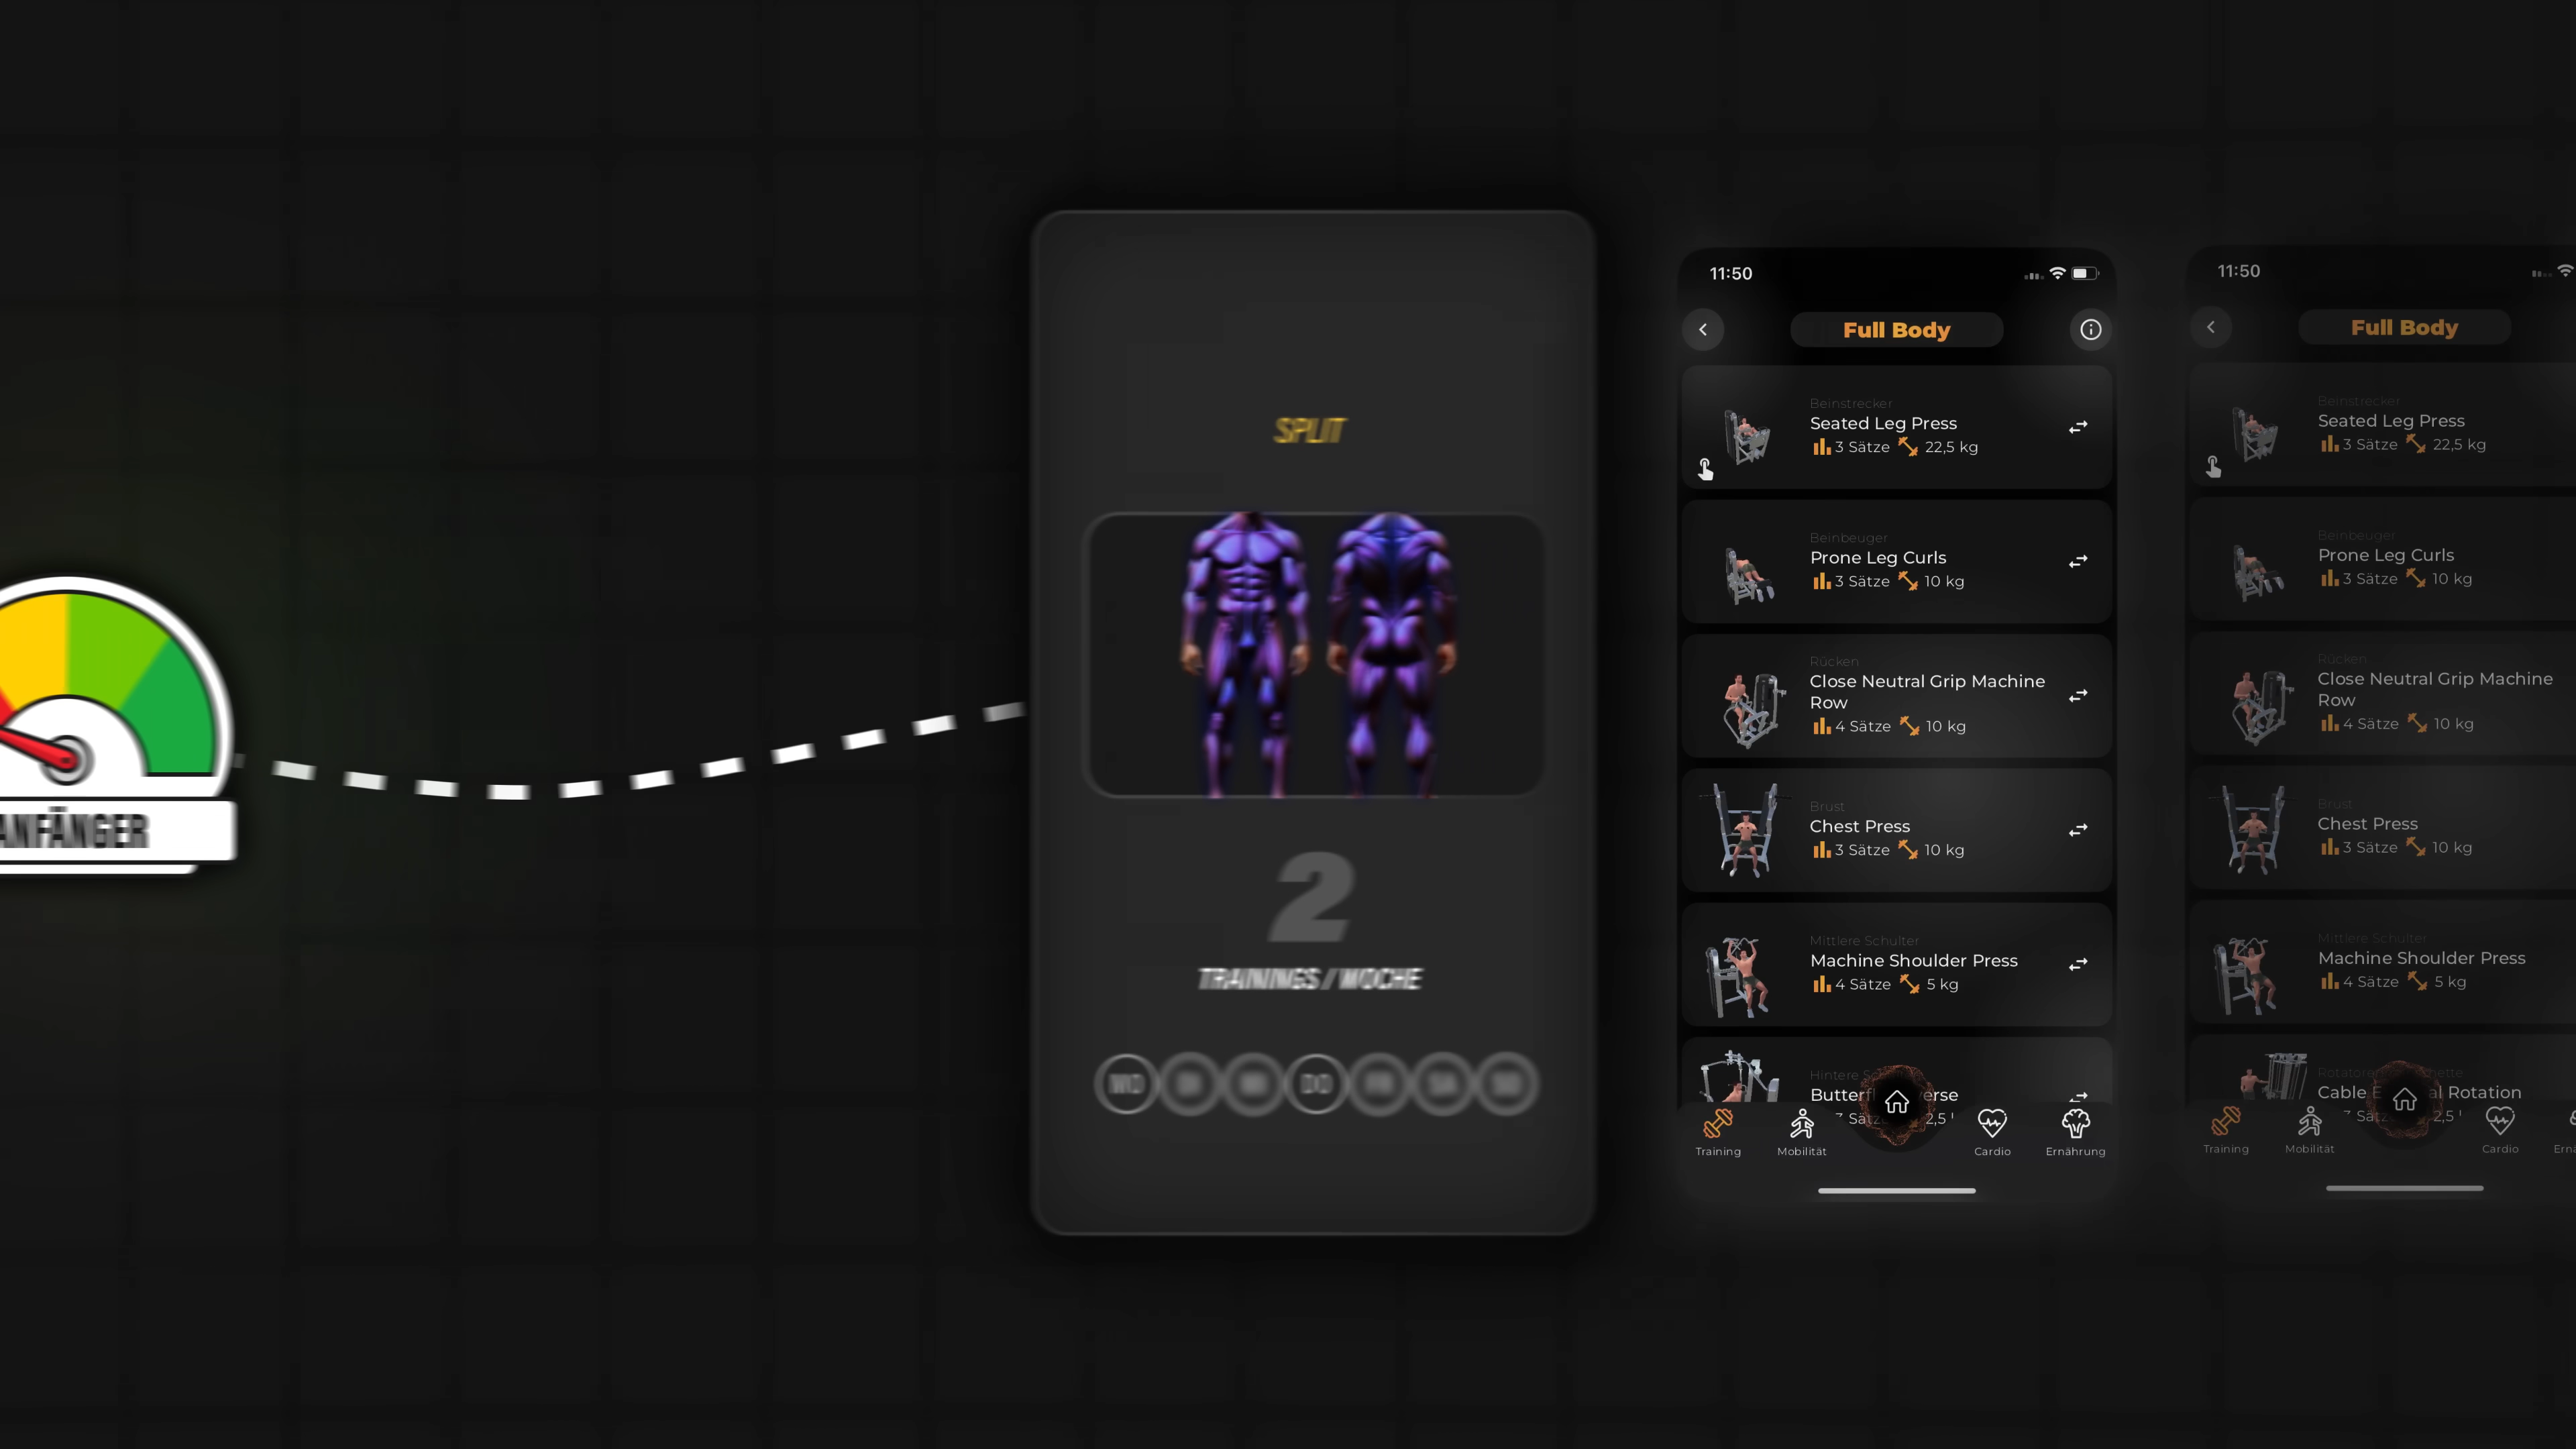 ANFÄNGER
SPLIT
2
TRAININGS / WOCHE
DO
11:50
Full Body
Beinstrecker
Seated Leg Press
3 Sätze 22,5 kg
Beinbeuger
Prone Leg Curls
3 Sätze 10 kg
Rücken
Close Neutral Grip Machine
Row
4 Sätze 10 kg
Brust
Chest Press
3 Sätze 10 kg
Mittlere Schulter
Machine Shoulder Press
4 Sätze 5 kg
Hintere
Training
Mobilität
Cardio
Ernährung
11:50
Full Body
Beinstrecker
Seated Leg Press
3 Sätze 22,5 kg
Beinbeuger
Prone Leg Curls
3 Sätze 10 kg
Rücken
Close Neutral Grip Machine
Row
4 Sätze 10 kg
Brust
Chest Press
3 Sätze 10 kg
Mittlere Schulter
Machine Shoulder Press
4 Sätze 5 kg
Cable Rotation
Training
Mobilität
Cardio